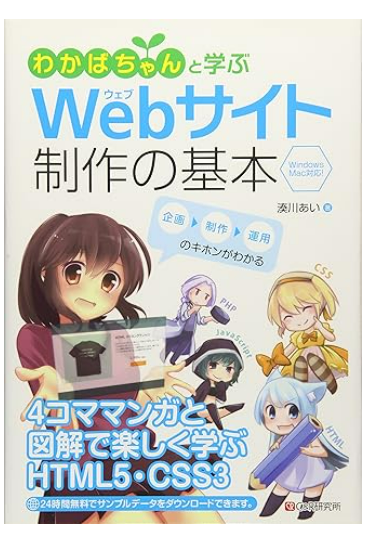 わかばちゃんと学ぶ
ウェブ
Webサイト
制作の基本
Windows
Mac対応!
湊川あい 著
企画 制作 運用
のキホンがわかる
PHP
JavaScript
CSS
HTML
4コママンガと
図解で楽しく学ぶ
HTML5・CSS3
24時間無料でサンプルデータをダウンロードできます。
C&R研究所